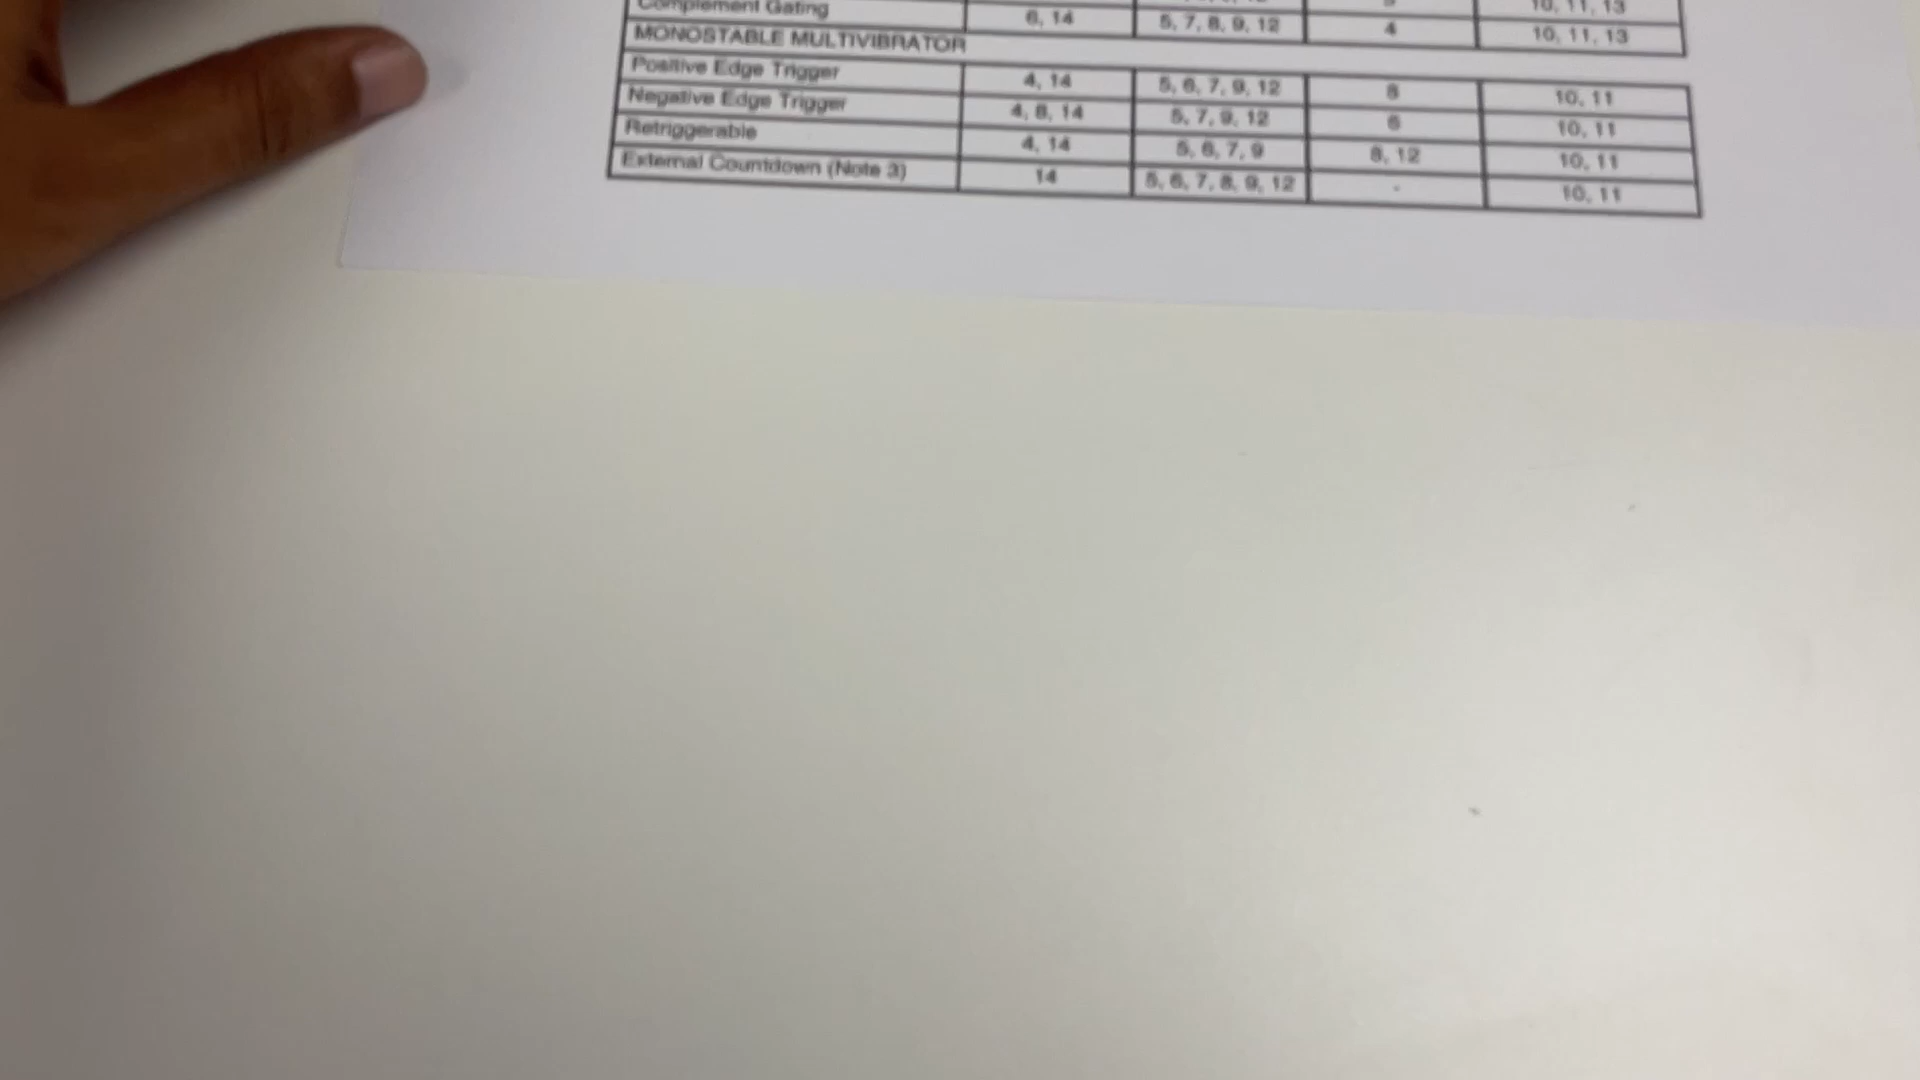 Complement Gating 6, 14 5, 7, 8, 9, 12 4 10, 11, 13
10, 11, 13
MONOSTABLE MULTIVIBRATOR
Positive Edge Trigger 4, 14 5, 6, 7, 9, 12 8 10, 11
Negative Edge Trigger 4, 8, 14 5, 7, 9, 12 6 10, 11
Retriggerable 4, 14 5, 6, 7, 9 8, 12 10, 11
External Countdown (Note 3) 14 5, 6, 7, 8, 9, 12 - 10, 11